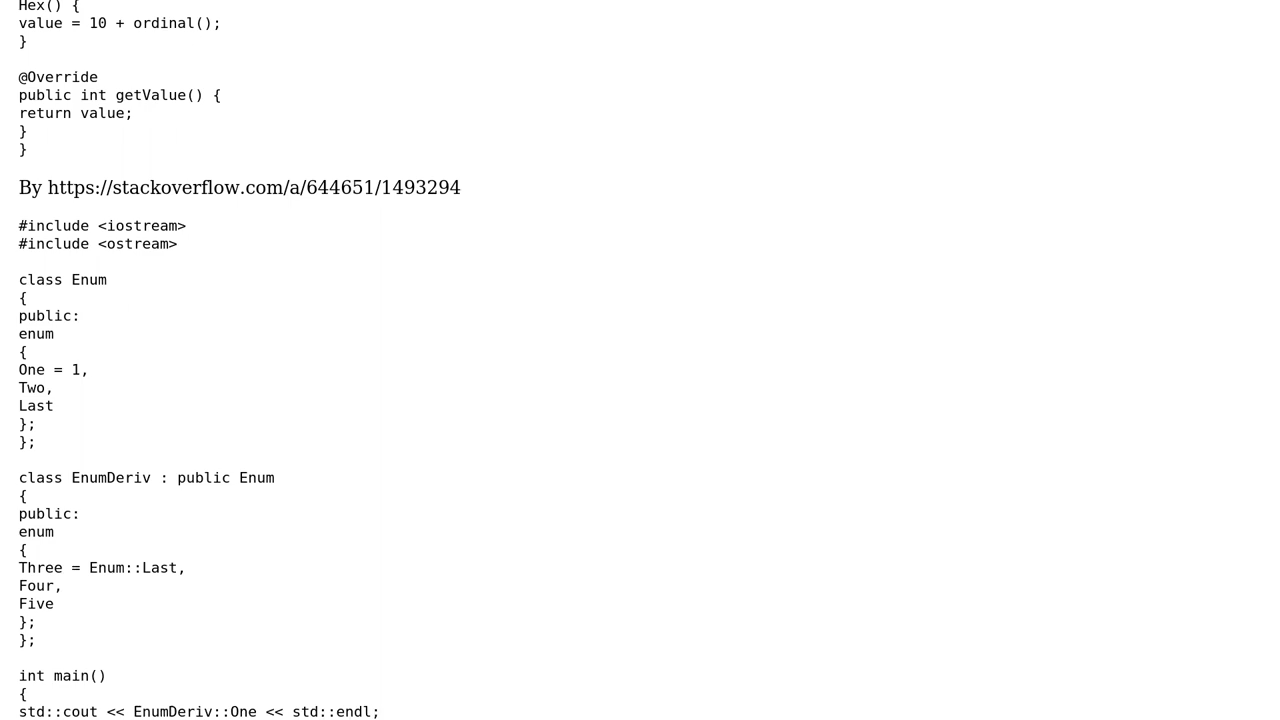 Hex() {
value = 10 + ordinal();
}
@Override
public int getValue() {
return value;
}
}
By https://stackoverflow.com/a/644651/1493294
#include <iostream>
#include <ostream>
class Enum
{
public:
enum
{
One = 1,
Two,
Last
};
};
class EnumDeriv : public Enum
{
public:
enum
{
Three = Enum::Last,
Four,
Five
};
};
int main()
{
std::cout << EnumDeriv::One << std::endl;